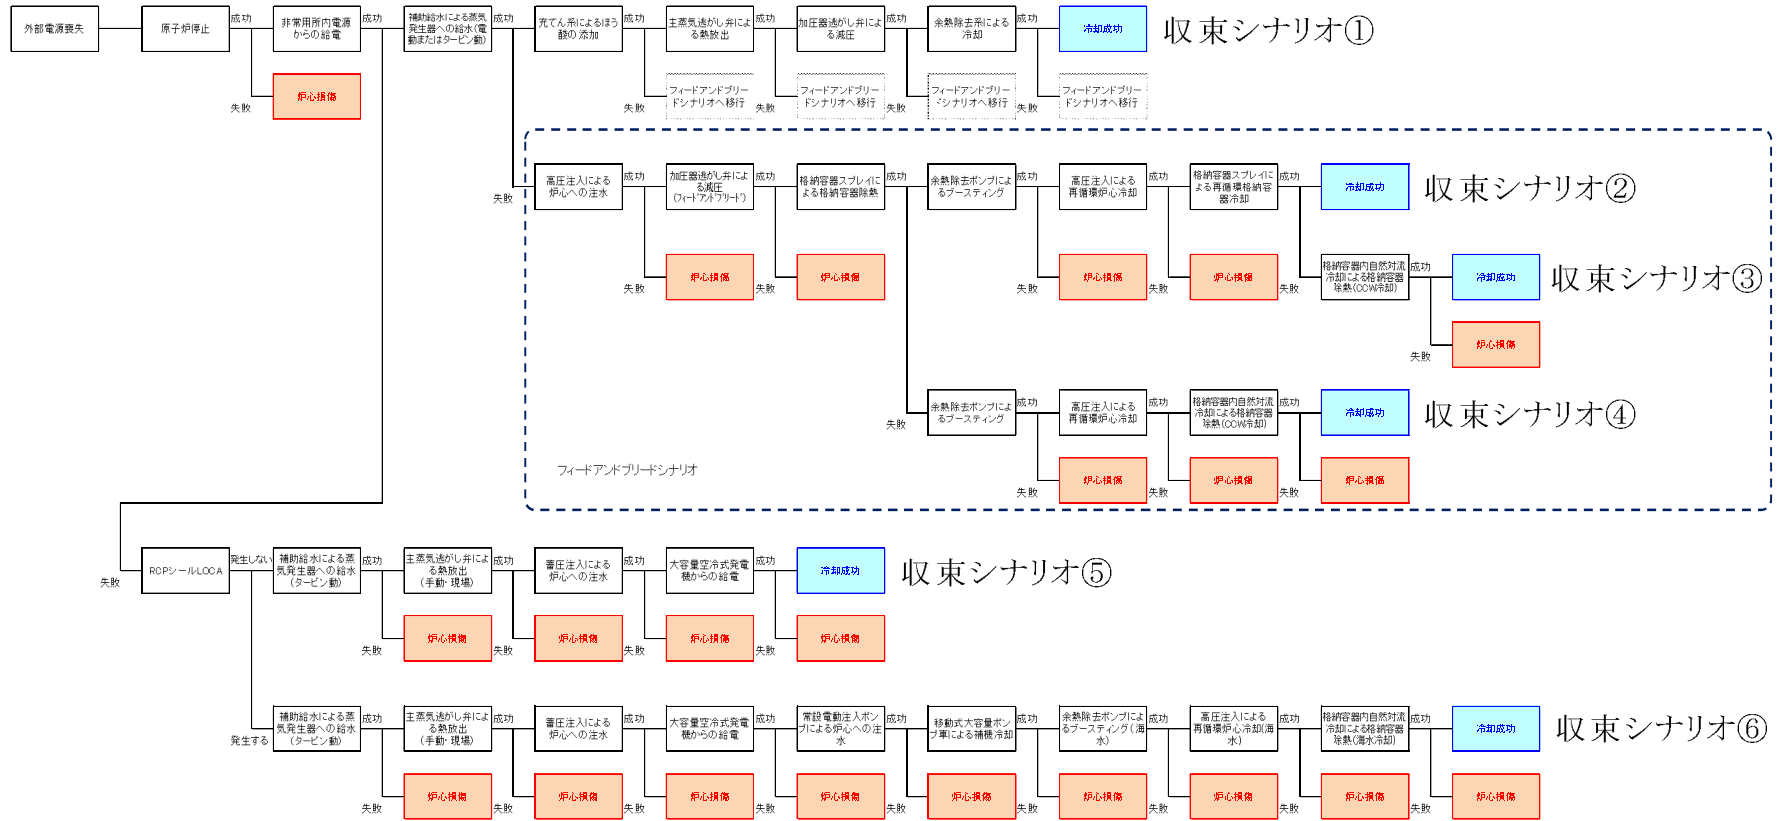 外部電源喪失
原子炉停止
成功
非常用所内電源
からの給電
成功
補助給水による蒸気
発生器への給水(電
動またはタービン動)
成功
充てん系によるほう
酸の添加
成功
主蒸気逃がし弁によ
る熱放出
成功
加圧器逃がし弁によ
る減圧
成功
余熱除去系による
冷却
成功
冷却成功
収束シナリオ①
失敗
炉心損傷
失敗
フィードアンドブリー
ドシナリオへ移行
失敗
フィードアンドブリー
ドシナリオへ移行
失敗
フィードアンドブリー
ドシナリオへ移行
失敗
フィードアンドブリー
ドシナリオへ移行
失敗
高圧注入による
炉心への注水
成功
加圧器逃がし弁によ
る減圧
(フィードアンドブリード)
成功
格納容器スプレイに
よる格納容器除熱
成功
余熱除去ポンプによ
るブースティング
成功
高圧注入による
再循環炉心冷却
成功
格納容器スプレイに
よる再循環格納容
器冷却
成功
冷却成功
収束シナリオ②
失敗
炉心損傷
失敗
炉心損傷
失敗
炉心損傷
失敗
炉心損傷
失敗
格納容器内自然対流
冷却による格納容器
除熱(CCW冷却)
成功
冷却成功
収束シナリオ③
失敗
炉心損傷
失敗
余熱除去ポンプによ
るブースティング
成功
高圧注入による
再循環炉心冷却
成功
格納容器内自然対流
冷却による格納容器
除熱(CCW冷却)
成功
冷却成功
収束シナリオ④
フィードアンドブリードシナリオ
失敗
炉心損傷
失敗
炉心損傷
失敗
炉心損傷
失敗
RCPシールLOCA
発生しない
補助給水による蒸
気発生器への給水
(タービン動)
成功
主蒸気逃がし弁によ
る熱放出
(手動・現場)
成功
蓄圧注入による
炉心への注水
成功
大容量空冷式発電
機からの給電
成功
冷却成功
収束シナリオ⑤
失敗
炉心損傷
失敗
炉心損傷
失敗
炉心損傷
失敗
炉心損傷
発生する
補助給水による蒸
気発生器への給水
(タービン動)
成功
主蒸気逃がし弁によ
る熱放出
(手動・現場)
成功
蓄圧注入による
炉心への注水
成功
大容量空冷式発電
機からの給電
成功
常設電動注入ポン
プによる炉心への注
水
成功
移動式大容量ポン
プ車による補機冷却
成功
余熱除去ポンプによ
るブースティング(海
水)
成功
高圧注入による
再循環炉心冷却(海
水)
成功
格納容器内自然対流
冷却による格納容器
除熱(海水冷却)
成功
冷却成功
収束シナリオ⑥
失敗
炉心損傷
失敗
炉心損傷
失敗
炉心損傷
失敗
炉心損傷
失敗
炉心損傷
失敗
炉心損傷
失敗
炉心損傷
失敗
炉心損傷
失敗
炉心損傷